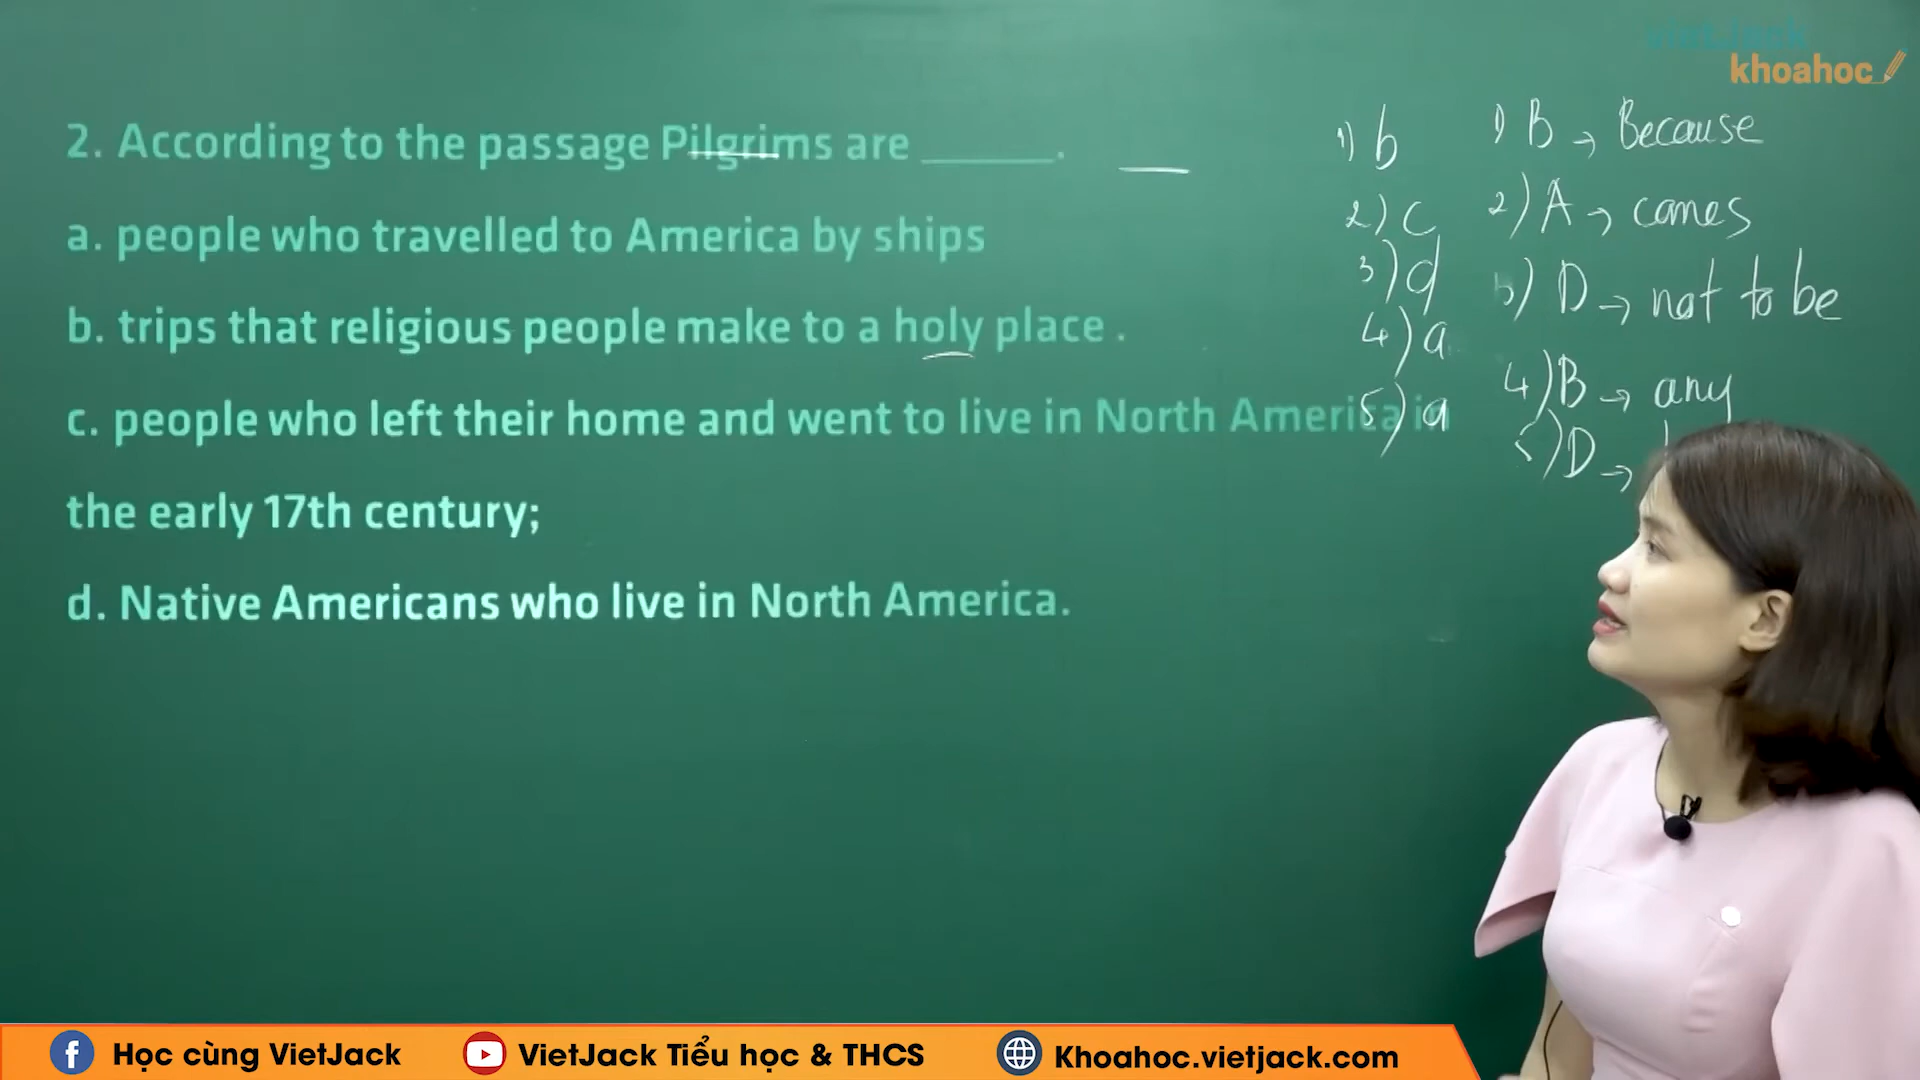 vietJack
khoahoc
2. According to the passage Pilgrims are ______.
a. people who travelled to America by ships
b. trips that religious people make to a holy place .
c. people who left their home and went to live in North America in
the early 17th century;
d. Native Americans who live in North America.
1) b
2) c
3) d
4) a
5) a
1) B → Because
2) A → comes
3) D → not to be
4) B → any
5) D →
Học cùng VietJack
VietJack Tiểu học & THCS
Khoahoc.vietjack.com